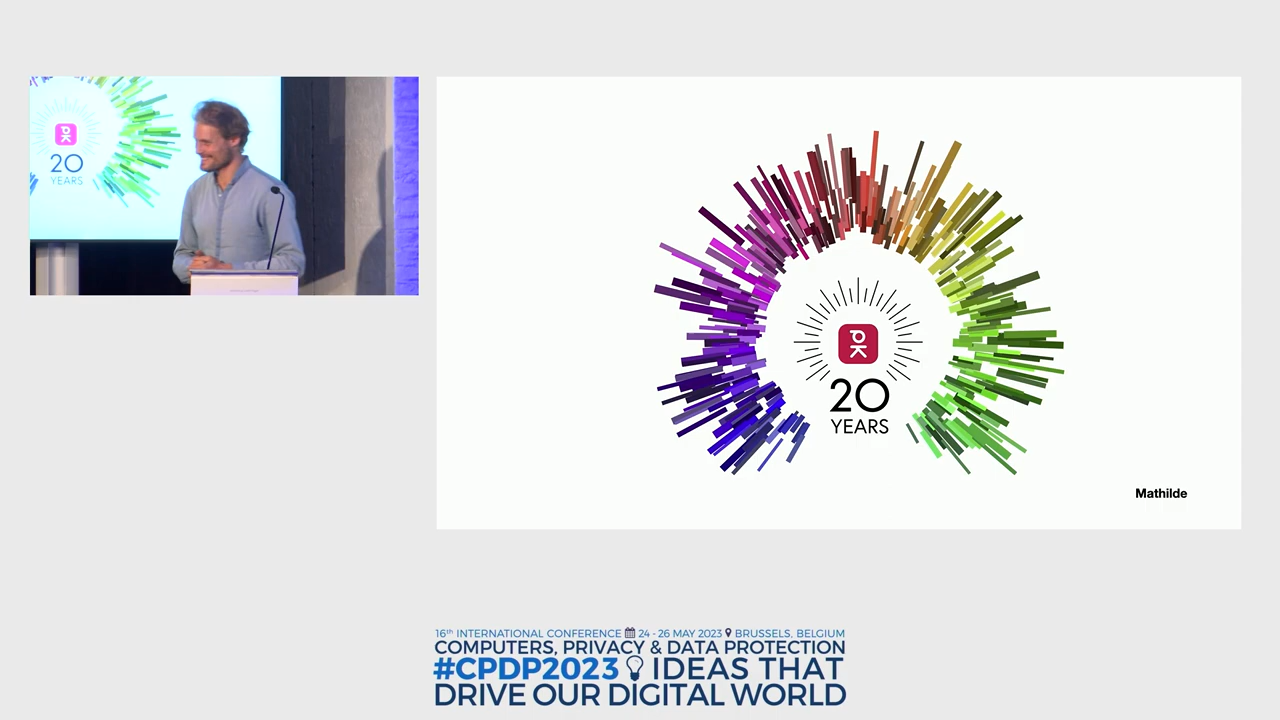 20
YEARS
pk
20
YEARS
Mathilde
16th INTERNATIONAL CONFERENCE 24 - 26 MAY 2023 BRUSSELS, BELGIUM
COMPUTERS, PRIVACY & DATA PROTECTION
#CPDP2023 IDEAS THAT
DRIVE OUR DIGITAL WORLD